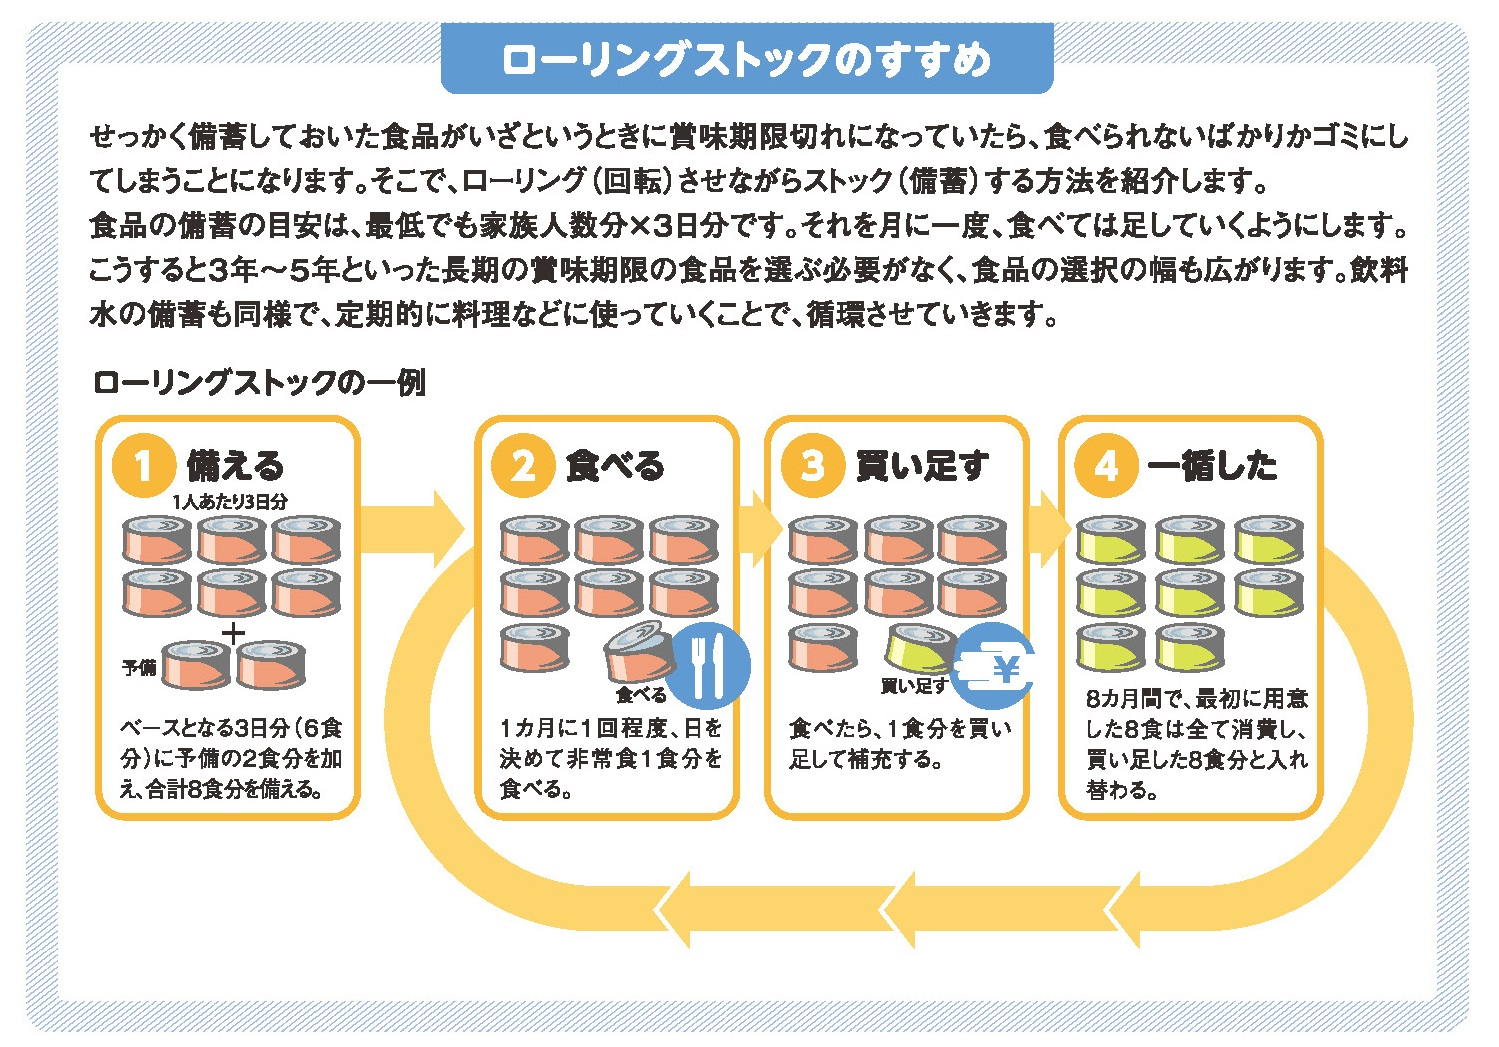 ローリングストックのすすめ
せっかく備蓄しておいた食品がいざというときに賞味期限切れになっていたら、食べられないばかりかゴミにし
てしまうことになります。そこで、ローリング（回転）させながらストック（備蓄）する方法を紹介します。
食品の備蓄の目安は、最低でも家族人数分×3日分です。それを月に一度、食べては足していくようにします。
こうすると3年〜5年といった長期の賞味期限の食品を選ぶ必要がなく、食品の選択の幅も広がります。飲料
水の備蓄も同様で、定期的に料理などに使っていくことで、循環させていきます。
ローリングストックの一例
1 備える
1人あたり3日分
+
予備
ベースとなる3日分（6食
分）に予備の2食分を加
え、合計8食分を備える。
2 食べる
食べる
1カ月に1回程度、日を
決めて非常食1食分を
食べる。
3 買い足す
¥
買い足す
食べたら、1食分を買い
足して補充する。
4 一循した
8カ月間で、最初に用意
した8食は全て消費し、
買い足した8食分と入れ
替わる。